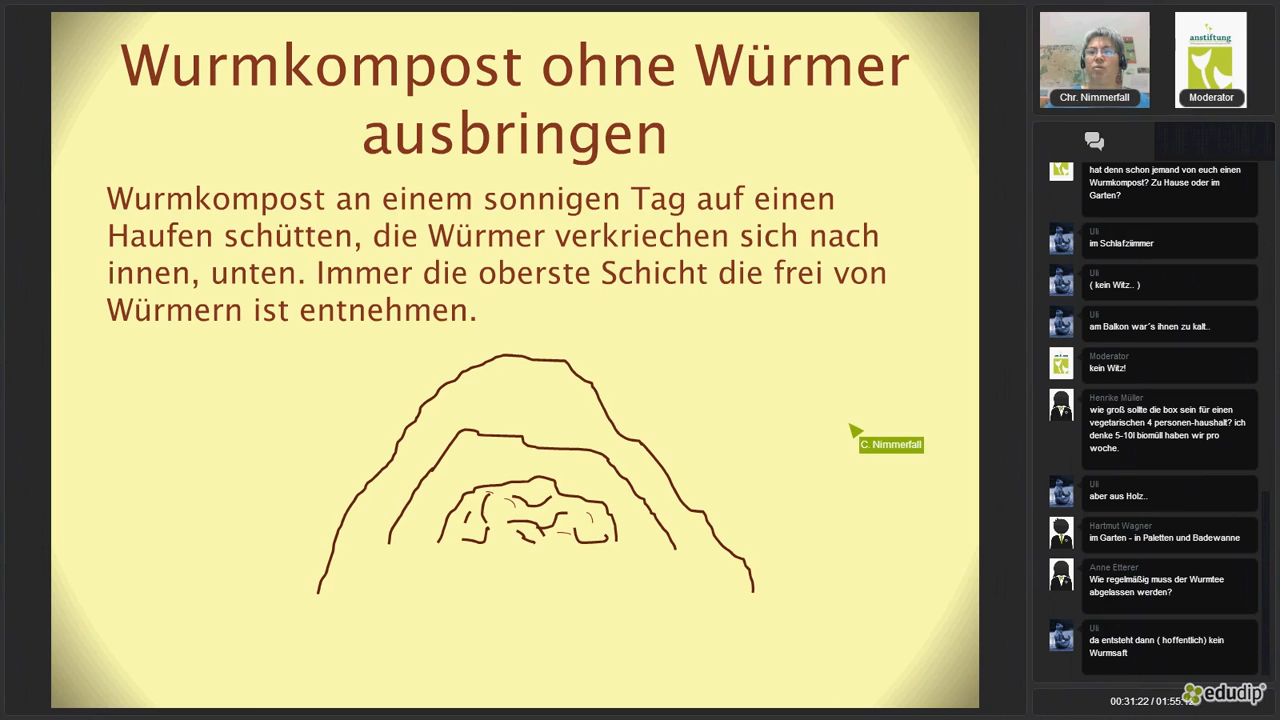 Wurmkompost ohne Würmer
ausbringen
Wurmkompost an einem sonnigen Tag auf einen
Haufen schütten, die Würmer verkriechen sich nach
innen, unten. Immer die oberste Schicht die frei von
Würmern ist entnehmen.
C. Nimmerfall
Chr. Nimmerfall
anstiftung
Moderator
hat denn schon jemand von euch einen
Wurmkompost? Zu Hause oder im
Garten?
Uli
im Schlafziimmer
Uli
( kein Witz.. )
Uli
am Balkon war´s ihnen zu kalt..
Moderator
kein Witz!
Henrike Müller
wie groß sollte die box sein für einen
vegetarischen 4 personen-haushalt? ich
denke 5-10l biomüll haben wir pro
woche.
Uli
aber aus Holz..
Hartmut Wagner
im Garten - in Paletten und Badewanne
Anne Etterer
Wie regelmäßig muss der Wurmtee
abgelassen werden?
Uli
da entsteht dann ( hoffentlich) kein
Wurmsaft
00:31:22 /
edudip